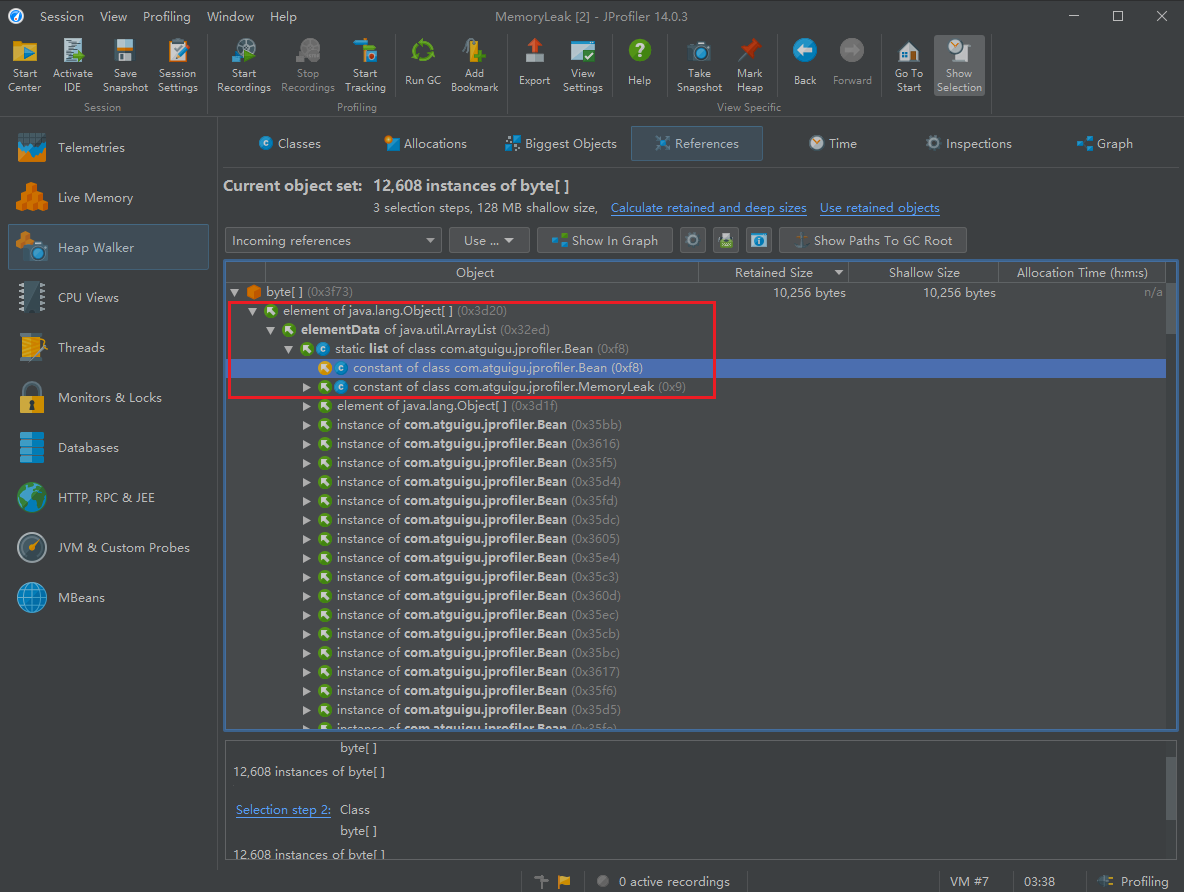 Session View Profiling Window Help MemoryLeak [2] - JProfiler 14.0.3
Start Center
Activate IDE
Save Snapshot
Session Settings
Start Recordings
Stop Recordings
Start Tracking
Run GC
Add Bookmark
Export
View Settings
Help
Take Snapshot
Mark Heap
Back
Forward
Go To Start
Show Selection
Session Profiling View Specific
Telemetries
Live Memory
Heap Walker
CPU Views
Threads
Monitors & Locks
Databases
HTTP, RPC & JEE
JVM & Custom Probes
MBeans
Classes Allocations Biggest Objects References Time Inspections Graph
Current object set: 12,608 instances of byte[ ]
3 selection steps, 128 MB shallow size, Calculate retained and deep sizes Use retained objects
Incoming references Use ... Show In Graph Show Paths To GC Root
Object Retained Size Shallow Size Allocation Time (h:m:s)
byte[ ] (0x3f73) 10,256 bytes 10,256 bytes n/a
element of java.lang.Object[ ] (0x3d20)
elementData of java.util.ArrayList (0x32ed)
static list of class com.atguigu.jprofiler.Bean (0xf8)
constant of class com.atguigu.jprofiler.Bean (0xf8)
constant of class com.atguigu.jprofiler.MemoryLeak (0x9)
element of java.lang.Object[ ] (0x3d1f)
instance of com.atguigu.jprofiler.Bean (0x35bb)
instance of com.atguigu.jprofiler.Bean (0x3616)
instance of com.atguigu.jprofiler.Bean (0x35f5)
instance of com.atguigu.jprofiler.Bean (0x35d4)
instance of com.atguigu.jprofiler.Bean (0x35fd)
instance of com.atguigu.jprofiler.Bean (0x35dc)
instance of com.atguigu.jprofiler.Bean (0x3605)
instance of com.atguigu.jprofiler.Bean (0x35e4)
instance of com.atguigu.jprofiler.Bean (0x35c3)
instance of com.atguigu.jprofiler.Bean (0x360d)
instance of com.atguigu.jprofiler.Bean (0x35ec)
instance of com.atguigu.jprofiler.Bean (0x35cb)
instance of com.atguigu.jprofiler.Bean (0x35bc)
instance of com.atguigu.jprofiler.Bean (0x3617)
instance of com.atguigu.jprofiler.Bean (0x35f6)
instance of com.atguigu.jprofiler.Bean (0x35d5)
instance of com.atguigu.jprofiler.Bean (0x35fe)
byte[ ]
12,608 instances of byte[ ]
Selection step 2: Class
byte[ ]
12,608 instances of byte[ ]
0 active recordings VM #7 03:38 Profiling